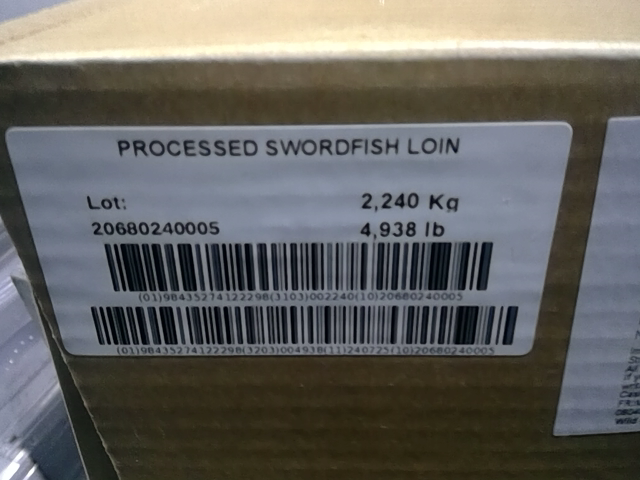 PROCESSED SWORDFISH LOIN
Lot:
2,240 Kg
20680240005
4,938 lb
(01)98435274122298(3103)002240(10)20680240005
(01)98435274122298(3203)004938(11)240725(10)20680240005